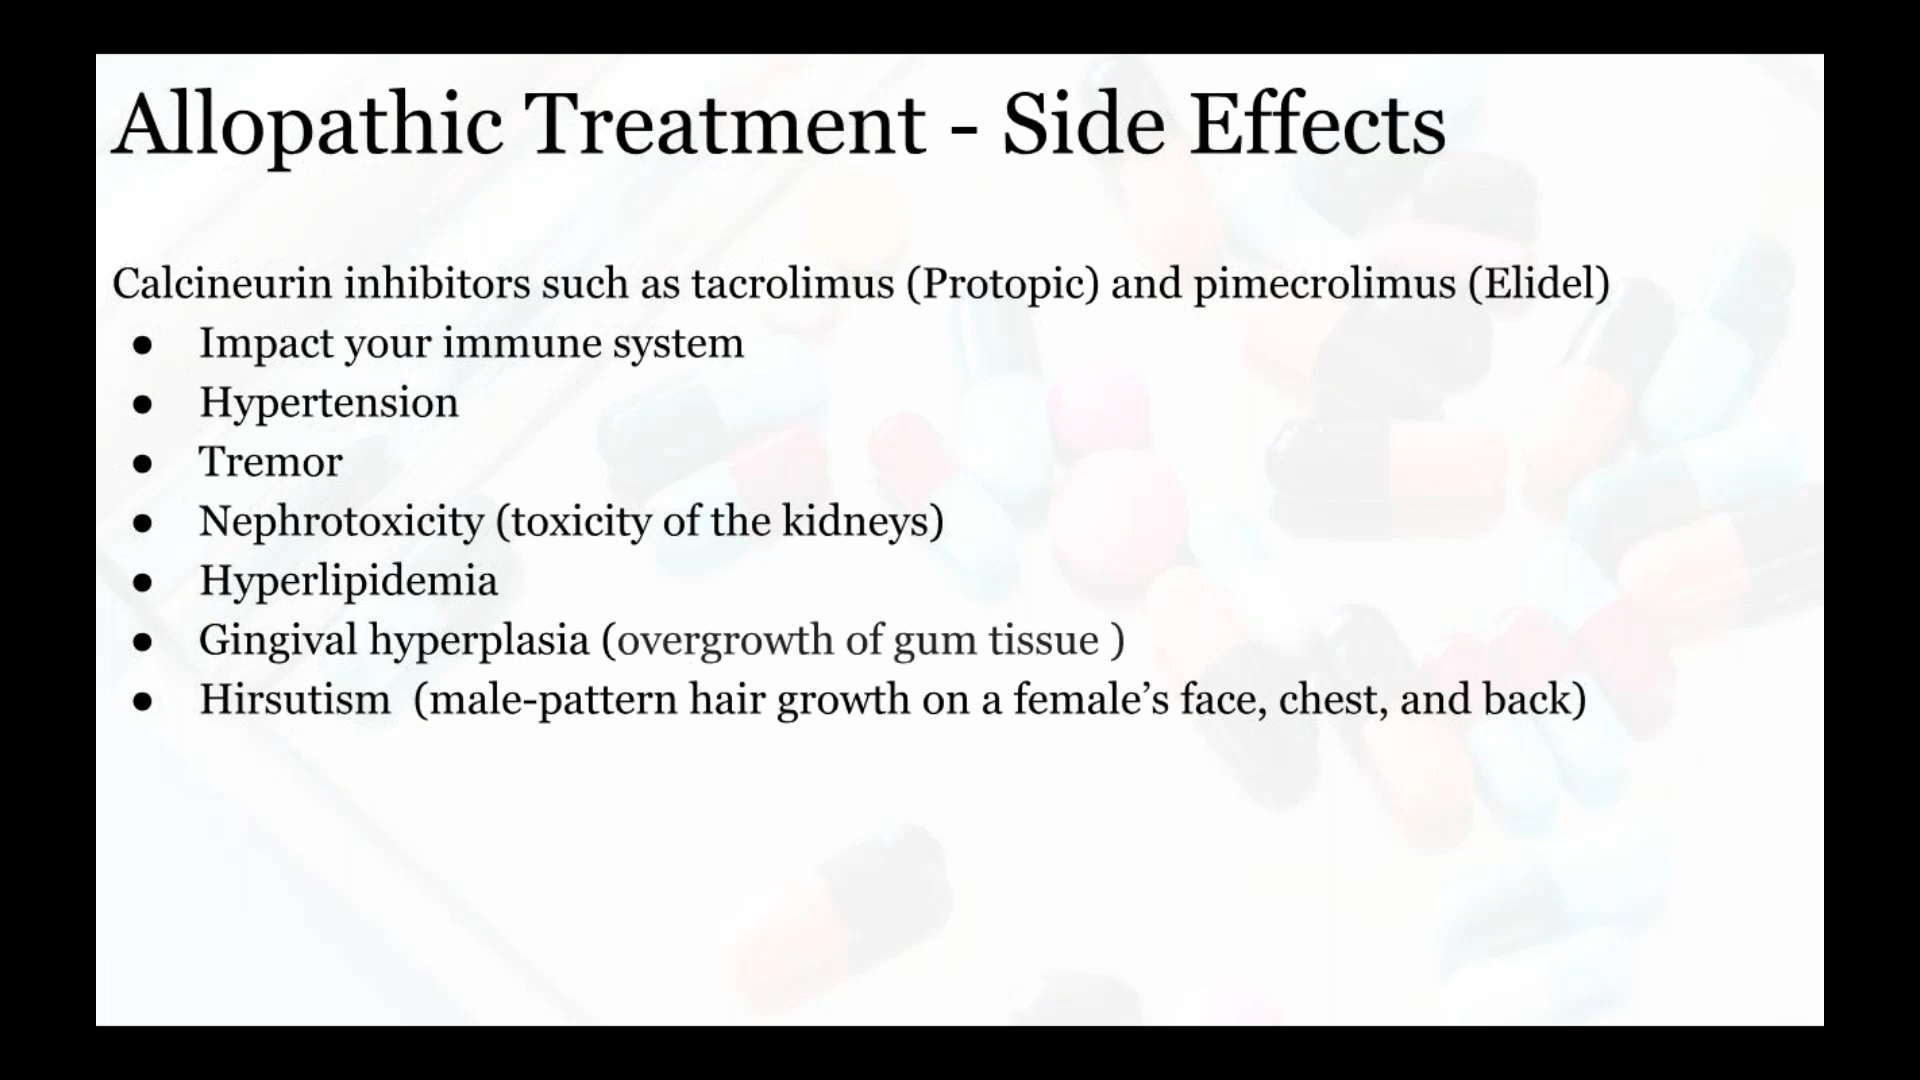 Allopathic Treatment - Side Effects
Calcineurin inhibitors such as tacrolimus (Protopic) and pimecrolimus (Elidel)
● Impact your immune system
● Hypertension
● Tremor
● Nephrotoxicity (toxicity of the kidneys)
● Hyperlipidemia
● Gingival hyperplasia (overgrowth of gum tissue )
● Hirsutism  (male-pattern hair growth on a female’s face, chest, and back)